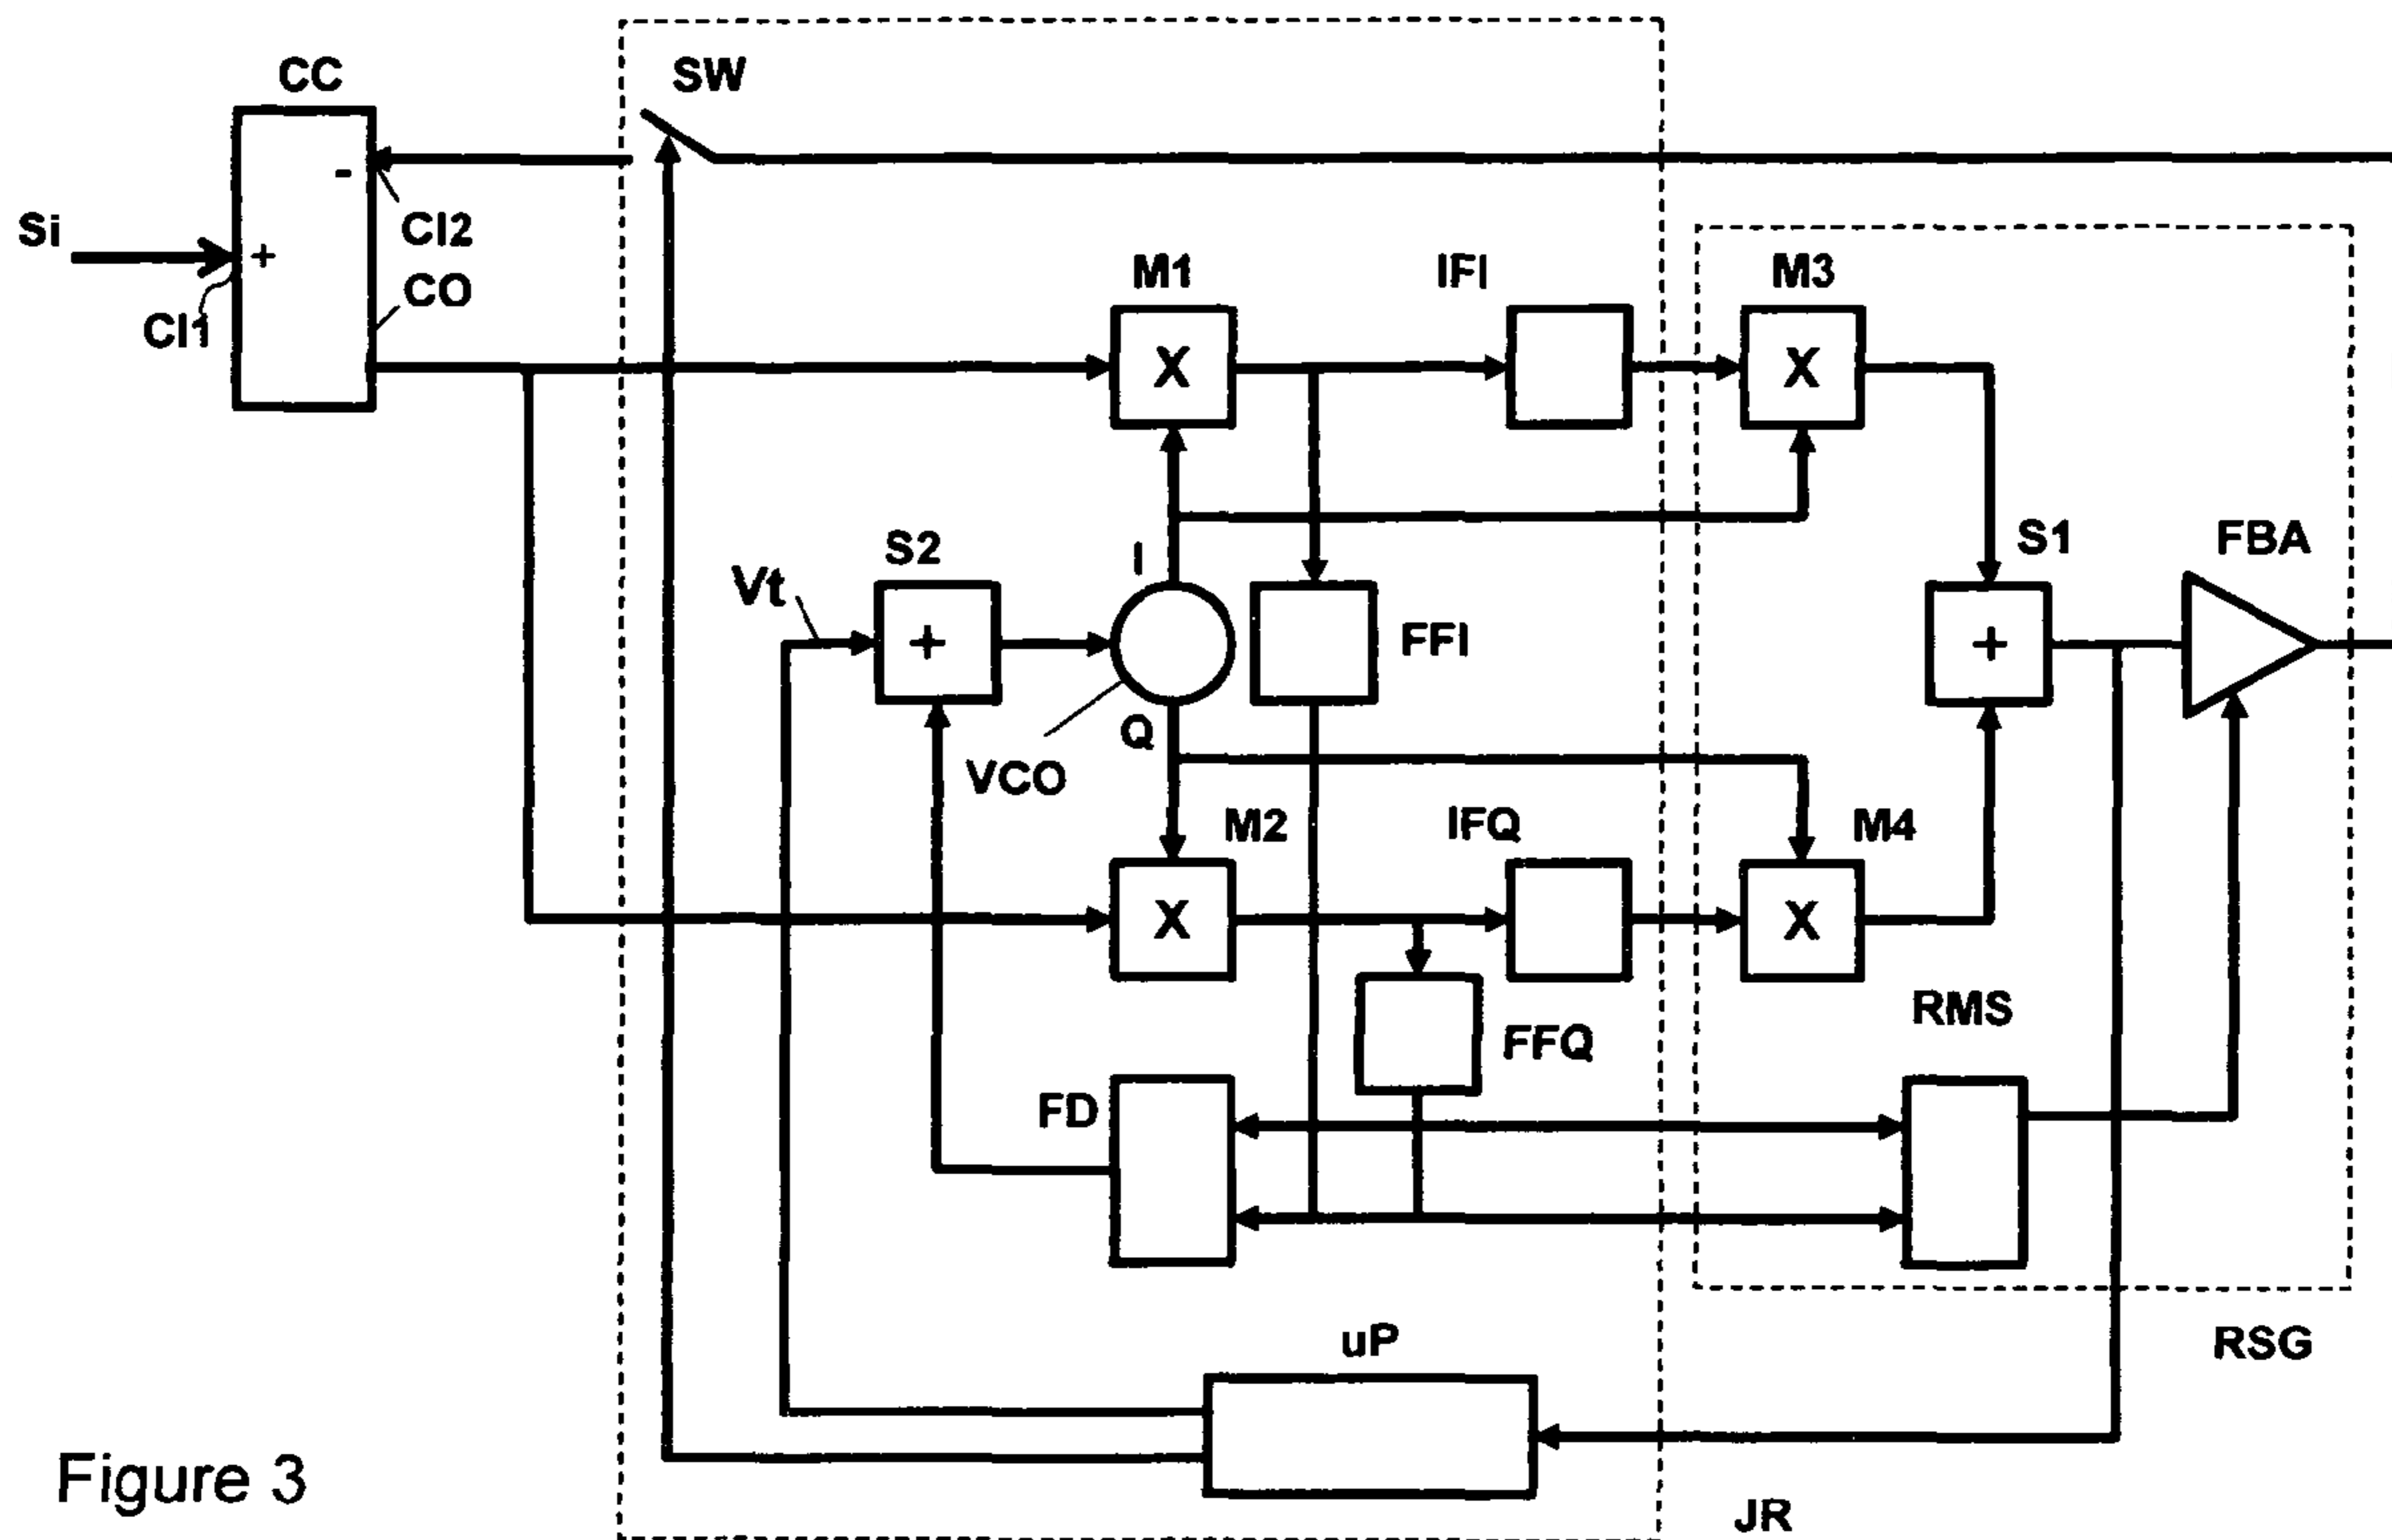 CC
SW
-
Si
+
CI2
CO
CI1
M1
IFI
M3
X
X
I
S2
Vt
+
FFI
S1
FBA
+
Q
VCO
M2
IFQ
M4
X
X
RMS
FFQ
FD
uP
RSG
JR
Figure 3